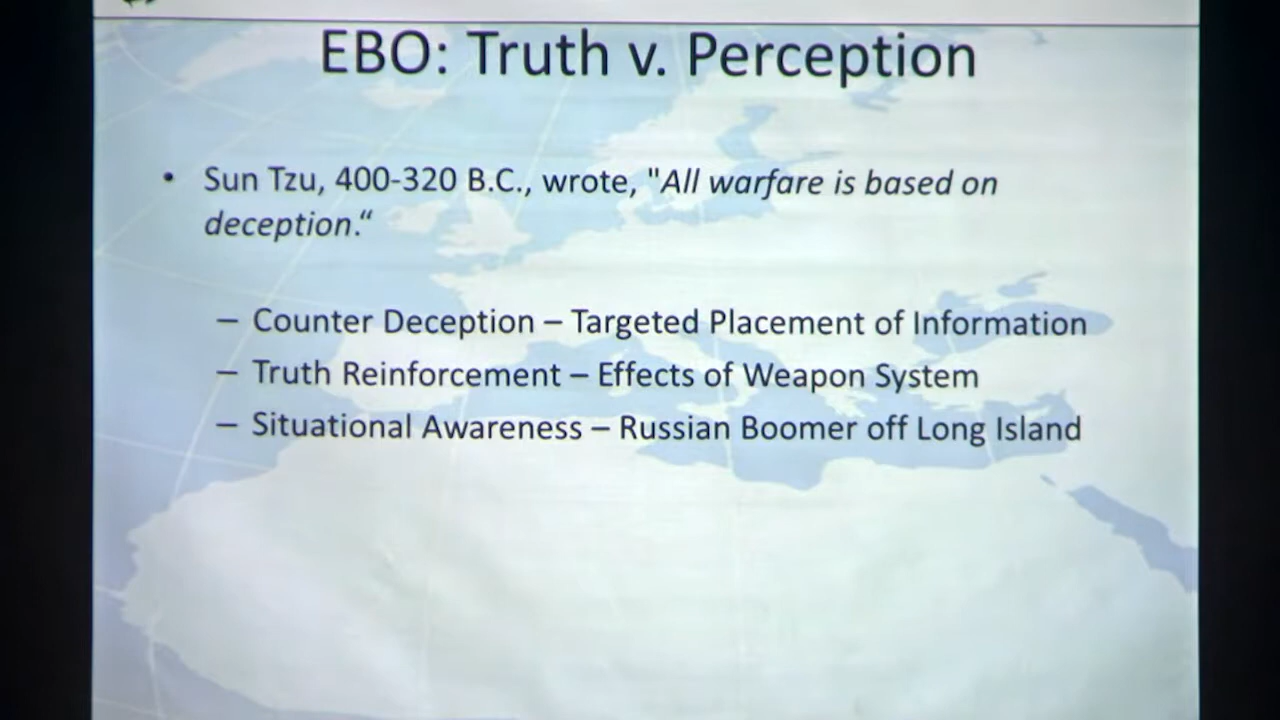 EBO: Truth v. Perception
• Sun Tzu, 400-320 B.C., wrote, "All warfare is based on
deception.“
– Counter Deception – Targeted Placement of Information
– Truth Reinforcement – Effects of Weapon System
– Situational Awareness – Russian Boomer off Long Island